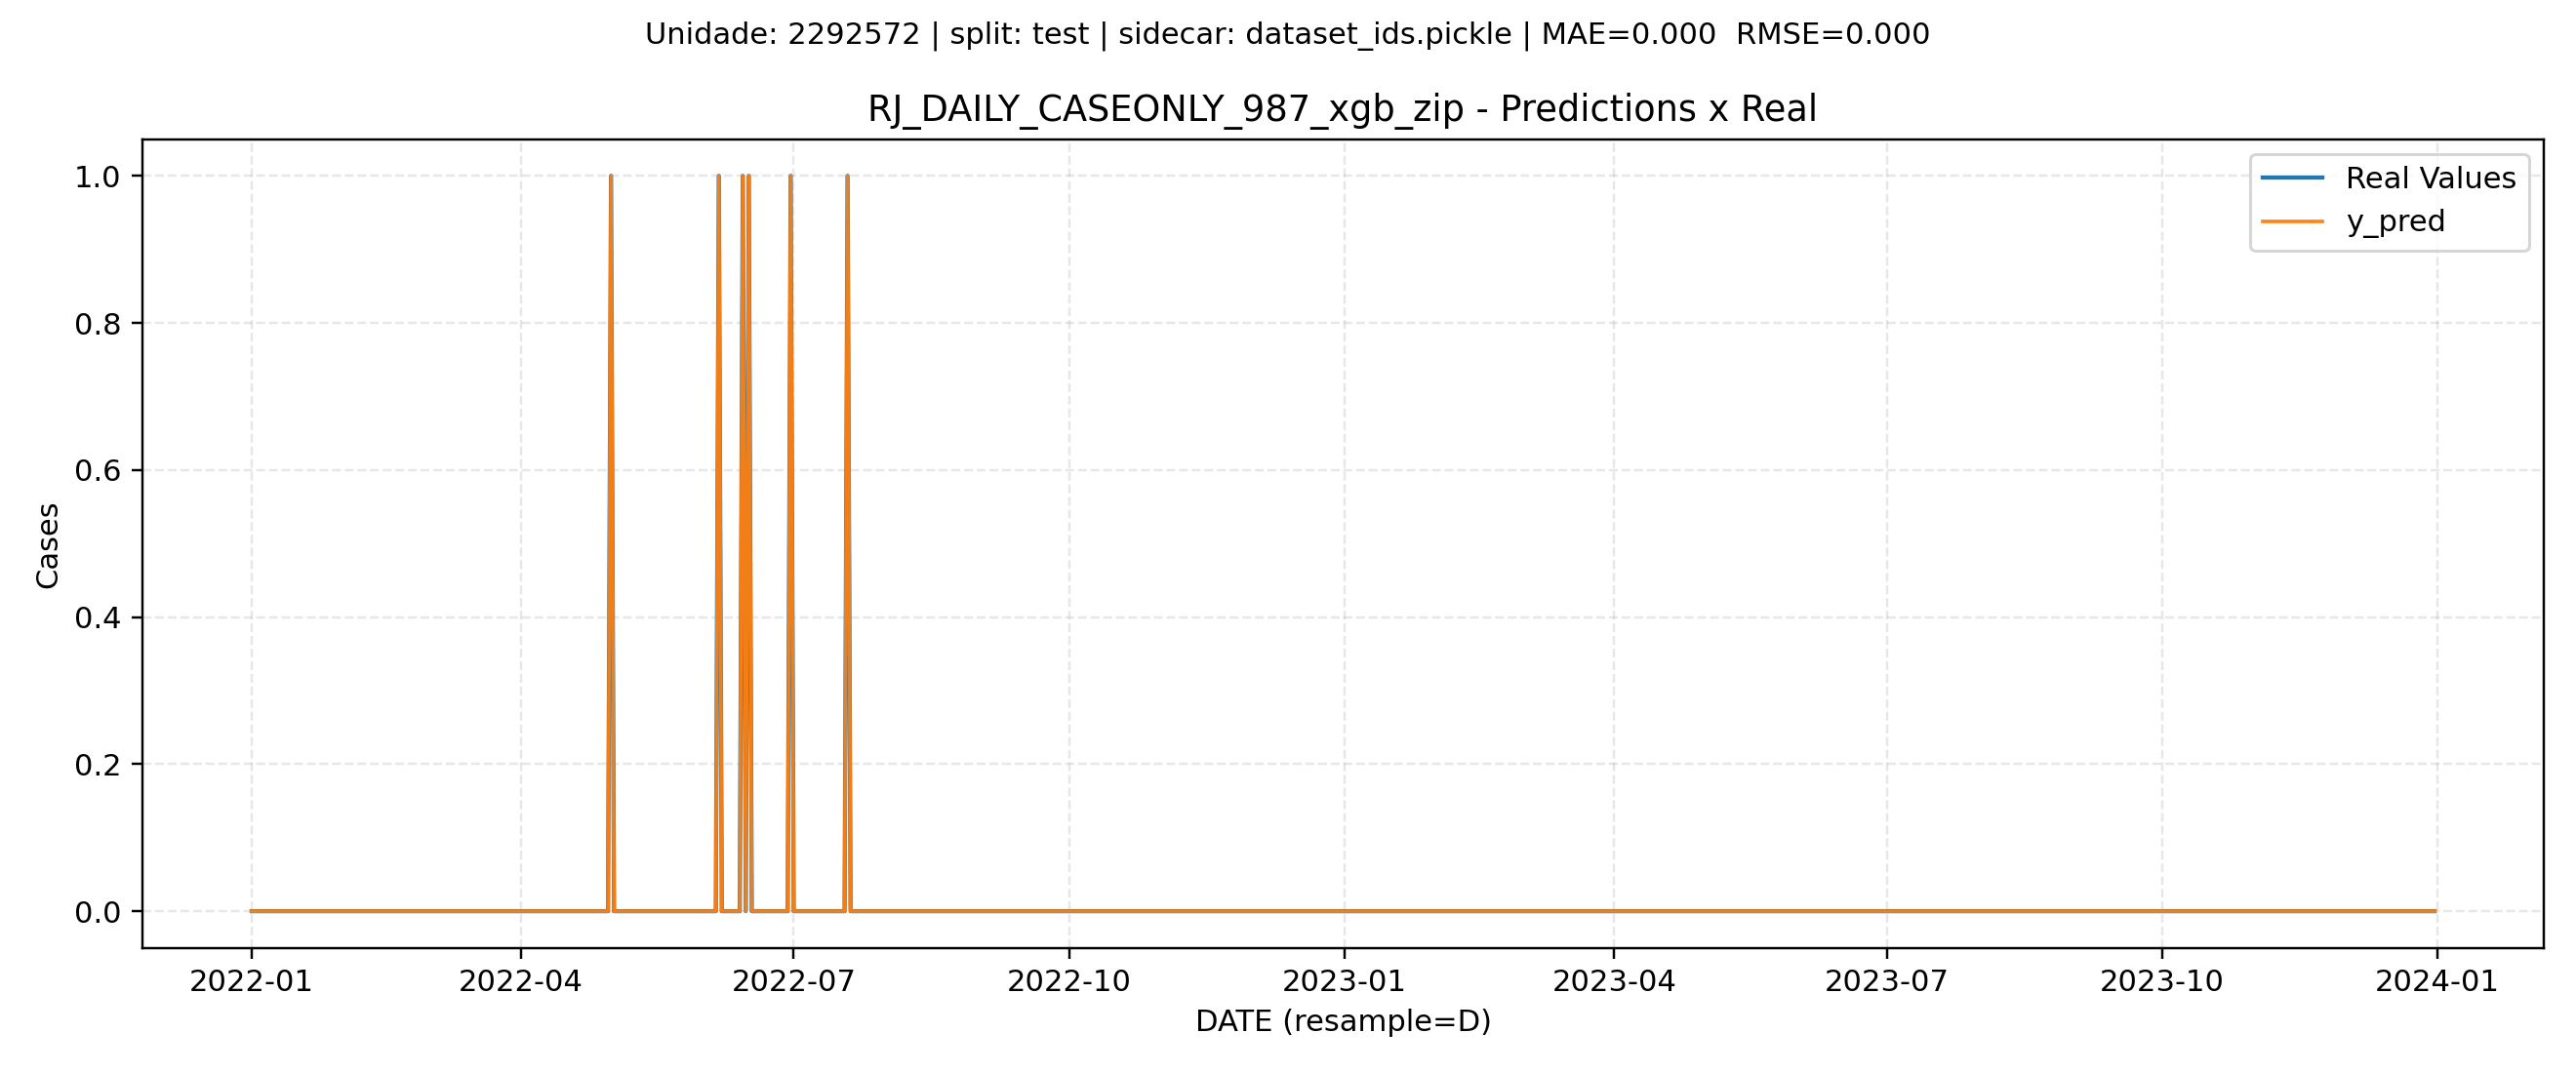 Unidade: 2292572 | split: test | sidecar: dataset_ids.pickle | MAE=0.000  RMSE=0.000
RJ_DAILY_CASEONLY_987_xgb_zip - Predictions x Real
Real Values
y_pred
1.0
0.8
0.6
0.4
0.2
0.0
Cases
2022-01 2022-04 2022-07 2022-10 2023-01 2023-04 2023-07 2023-10 2024-01
DATE (resample=D)